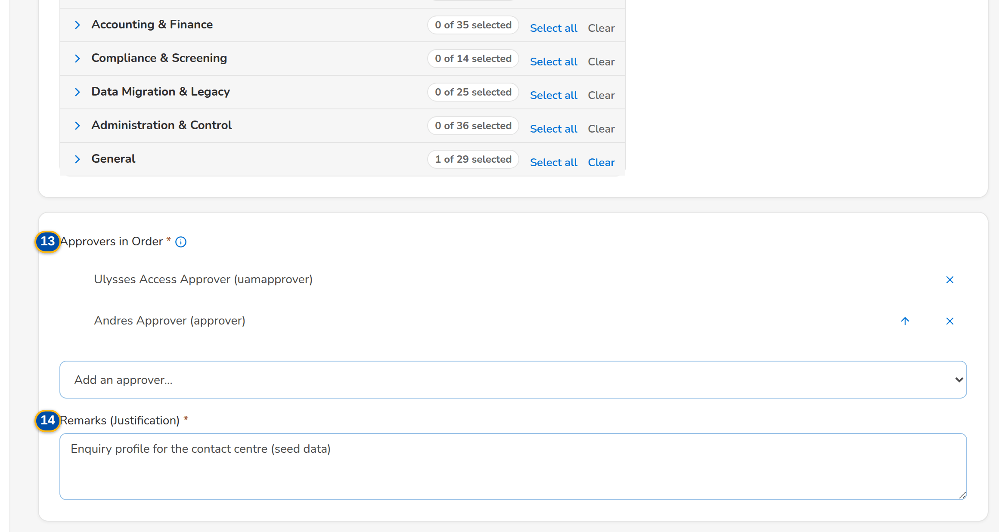 Accounting & Finance 0 of 35 selected Select all Clear
Compliance & Screening 0 of 14 selected Select all Clear
Data Migration & Legacy 0 of 25 selected Select all Clear
Administration & Control 0 of 36 selected Select all Clear
General 1 of 29 selected Select all Clear
13 Approvers in Order *
Ulysses Access Approver (uamapprover)
Andres Approver (approver)
Add an approver...
14 Remarks (Justification) *
Enquiry profile for the contact centre (seed data)